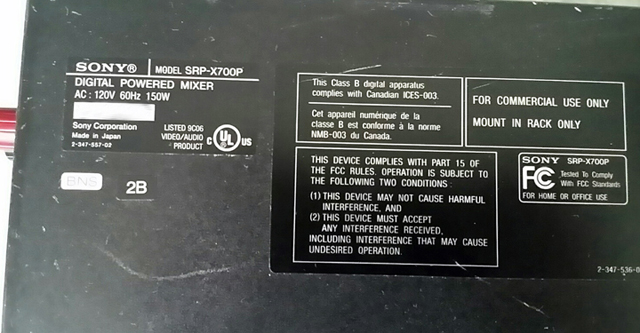 SONY® MODEL SRP-X700P
DIGITAL POWERED MIXER
AC : 120V 60Hz 150W
Sony Corporation
Made in Japan
2-347-557-02
LISTED 9C06
VIDEO/AUDIO
PRODUCT
C UL US
BNS
2B
This Class B digital apparatus
complies with Canadian ICES-003.
Cet appareil numérique de la
classe B est conforme à la norme
NMB-003 du Canada.
FOR COMMERCIAL USE ONLY
MOUNT IN RACK ONLY
THIS DEVICE COMPLIES WITH PART 15 OF
THE FCC RULES. OPERATION IS SUBJECT TO
THE FOLLOWING TWO CONDITIONS :
(1) THIS DEVICE MAY NOT CAUSE HARMFUL
INTERFERENCE, AND
(2) THIS DEVICE MUST ACCEPT
ANY INTERFERENCE RECEIVED,
INCLUDING INTERFERENCE THAT MAY CAUSE
UNDESIRED OPERATION.
SONY SRP-X700P
FC Tested To Comply
With FCC Standards
FOR HOME OR OFFICE USE
2-347-536-0